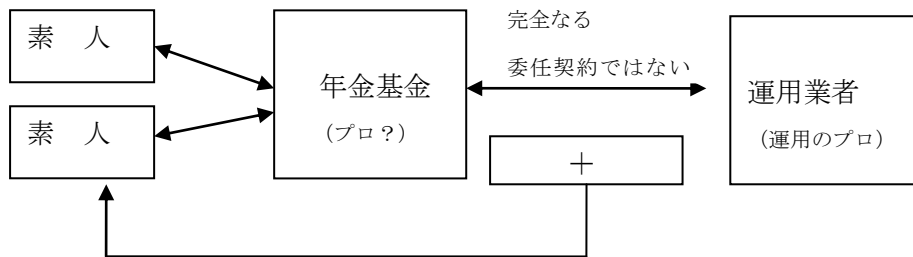 素　人
素　人
年金基金
（プロ？）
完全なる
委任契約ではない
＋
運用業者
（運用のプロ）